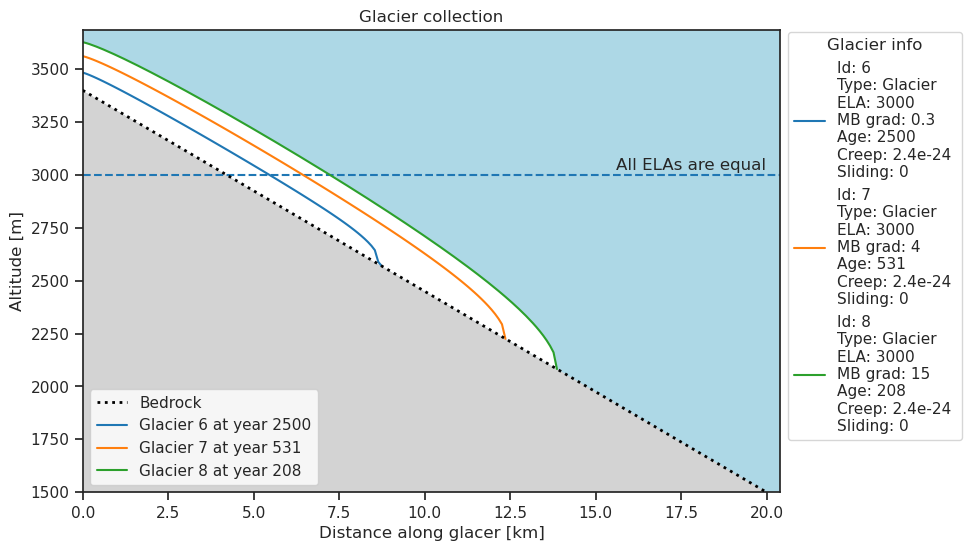 Glacier collection
Altitude [m]
3500
3250
3000
2750
2500
2250
2000
1750
1500
All ELAs are equal
Bedrock
Glacier 6 at year 2500
Glacier 7 at year 531
Glacier 8 at year 208
0.0
2.5
5.0
7.5
10.0
12.5
15.0
17.5
20.0
Distance along glacer [km]
Glacier info
Id: 6
Type: Glacier
ELA: 3000
MB grad: 0.3
Age: 2500
Creep: 2.4e-24
Sliding: 0
Id: 7
Type: Glacier
ELA: 3000
MB grad: 4
Age: 531
Creep: 2.4e-24
Sliding: 0
Id: 8
Type: Glacier
ELA: 3000
MB grad: 15
Age: 208
Creep: 2.4e-24
Sliding: 0